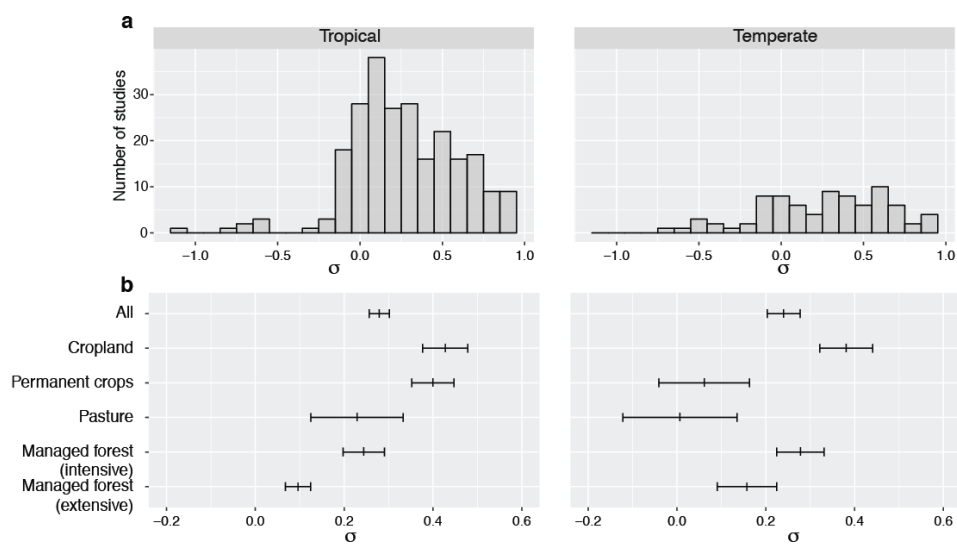 a
Tropical
Temperate
Number of studies
30
20
10
0
−1.0 −0.5 0.0 0.5 1.0
−1.0 −0.5 0.0 0.5 1.0
σ
σ
b
All
Cropland
Permanent crops
Pasture
Managed forest
(intensive)
Managed forest
(extensive)
−0.2 0.0 0.2 0.4 0.6
−0.2 0.0 0.2 0.4 0.6
σ
σ